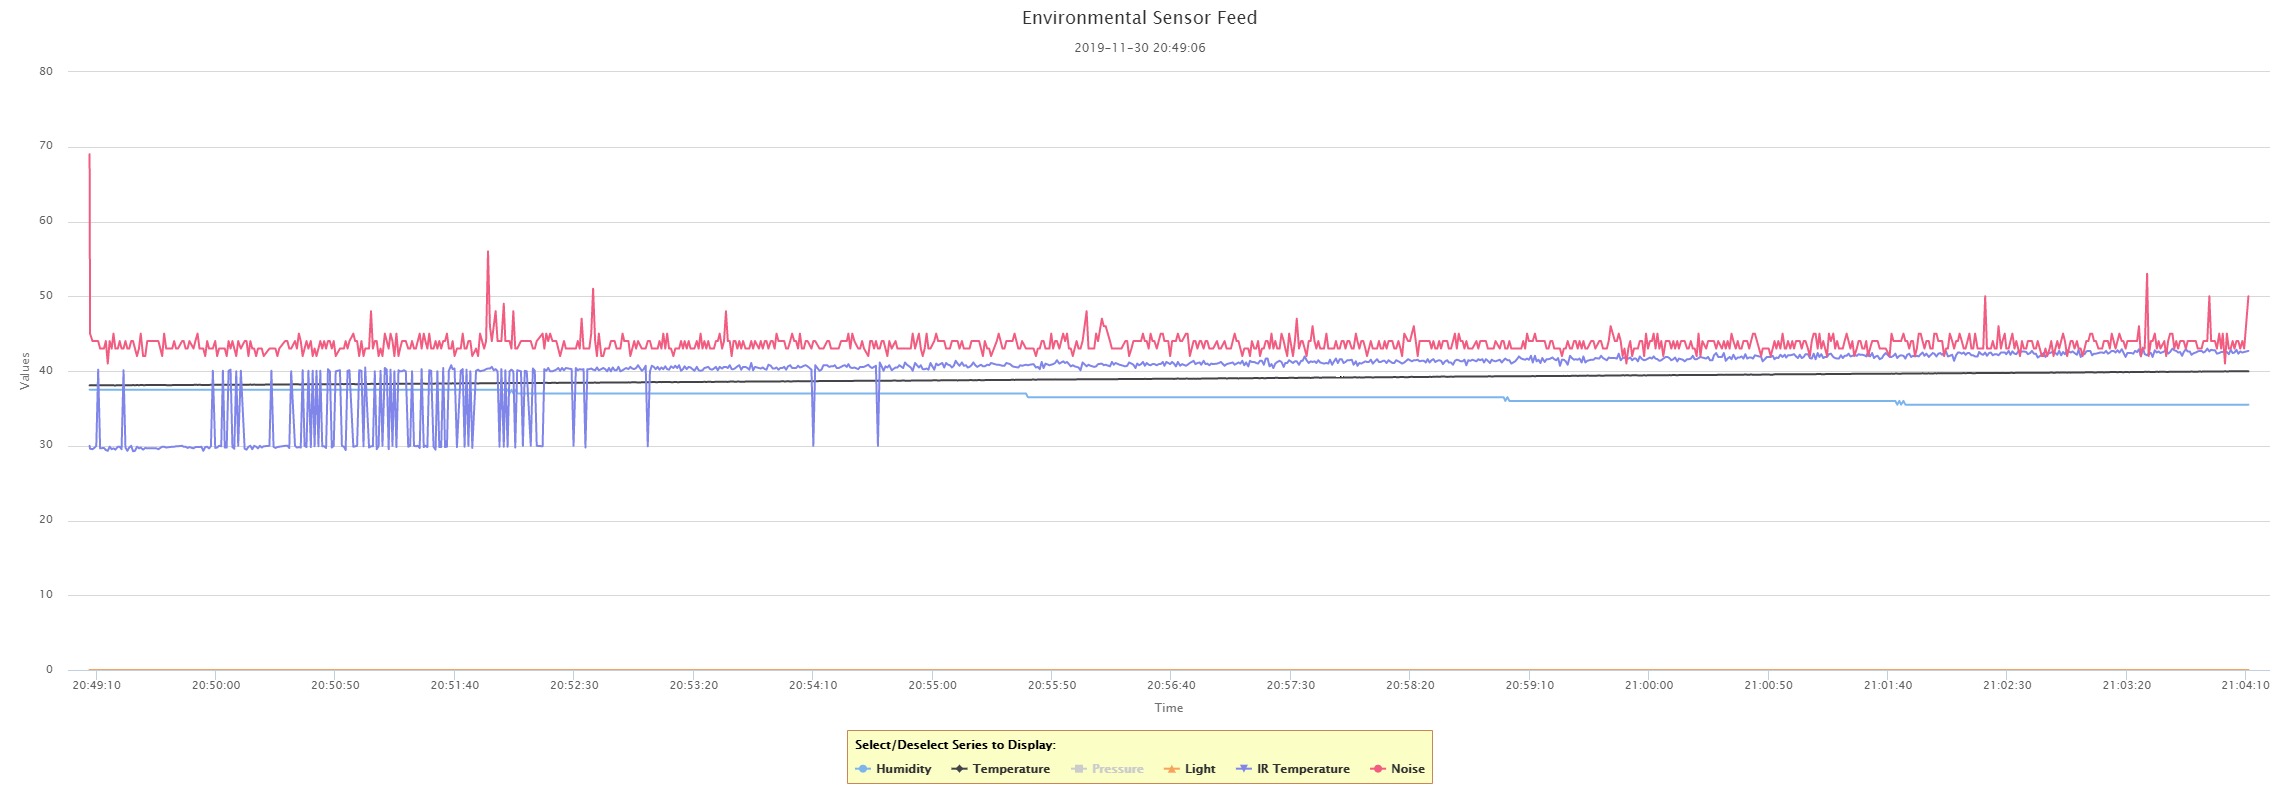 Environmental Sensor Feed
2019-11-30 20:49:06
80
70
60
50
40
30
20
10
0
Values
20:49:10 20:50:00 20:50:50 20:51:40 20:52:30 20:53:20 20:54:10 20:55:00 20:55:50 20:56:40 20:57:30 20:58:20 20:59:10 21:00:00 21:00:50 21:01:40 21:02:30 21:03:20 21:04:10
Time
Select/Deselect Series to Display:
Humidity Temperature Pressure Light IR Temperature Noise